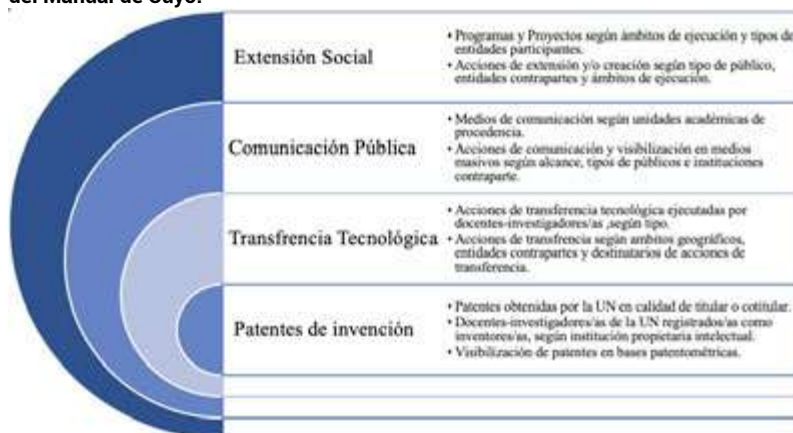 del Manual de Cuyo.
Extensión Social
• Programas y Proyectos según ámbitos de ejecución y tipos de
entidades participantes.
• Acciones de extensión y/o creación según tipo de público,
entidades contrapartes y ámbitos de ejecución.
Comunicación Pública
• Medios de comunicación según unidades académicas de
procedencia.
• Acciones de comunicación y visibilización en medios
masivos según alcance, tipos de públicos e instituciones
contraparte.
Transfrencia Tecnológica
• Acciones de transferencia tecnológica ejecutadas por
docentes-investigadores/as ,según tipo.
• Acciones de transfrencia según ambitos geográficos,
entidades contrapartes y destinatarios de acciones de
transferencia.
Patentes de invención
• Patentes obtenidas por la UN en calidad de titular o cotitular.
• Docentes-investigadores/as de la UN registrados/as como
inventores/as, según institución propietaria intelectual.
• Visibilización de patentes en bases patentométricas.